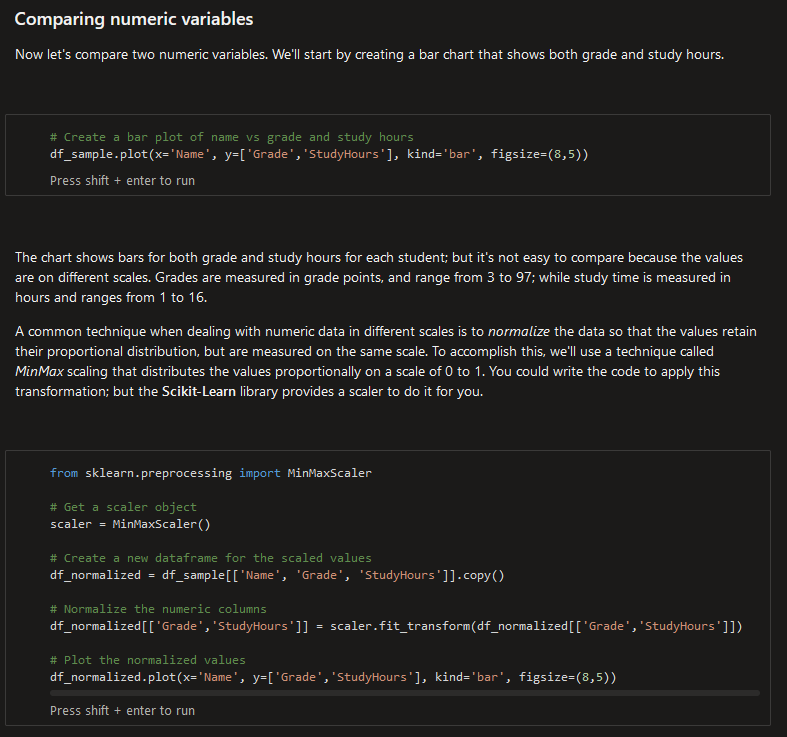 Comparing numeric variables
Now let's compare two numeric variables. We'll start by creating a bar chart that shows both grade and study hours.
# Create a bar plot of name vs grade and study hours
df_sample.plot(x='Name', y=['Grade','StudyHours'], kind='bar', figsize=(8,5))
Press shift + enter to run
The chart shows bars for both grade and study hours for each student; but it's not easy to compare because the values
are on different scales. Grades are measured in grade points, and range from 3 to 97; while study time is measured in
hours and ranges from 1 to 16.
A common technique when dealing with numeric data in different scales is to normalize the data so that the values retain
their proportional distribution, but are measured on the same scale. To accomplish this, we'll use a technique called
MinMax scaling that distributes the values proportionally on a scale of 0 to 1. You could write the code to apply this
transformation; but the Scikit-Learn library provides a scaler to do it for you.
from sklearn.preprocessing import MinMaxScaler
# Get a scaler object
scaler = MinMaxScaler()
# Create a new dataframe for the scaled values
df_normalized = df_sample[['Name', 'Grade', 'StudyHours']].copy()
# Normalize the numeric columns
df_normalized[['Grade','StudyHours']] = scaler.fit_transform(df_normalized[['Grade','StudyHours']])
# Plot the normalized values
df_normalized.plot(x='Name', y=['Grade','StudyHours'], kind='bar', figsize=(8,5))
Press shift + enter to run